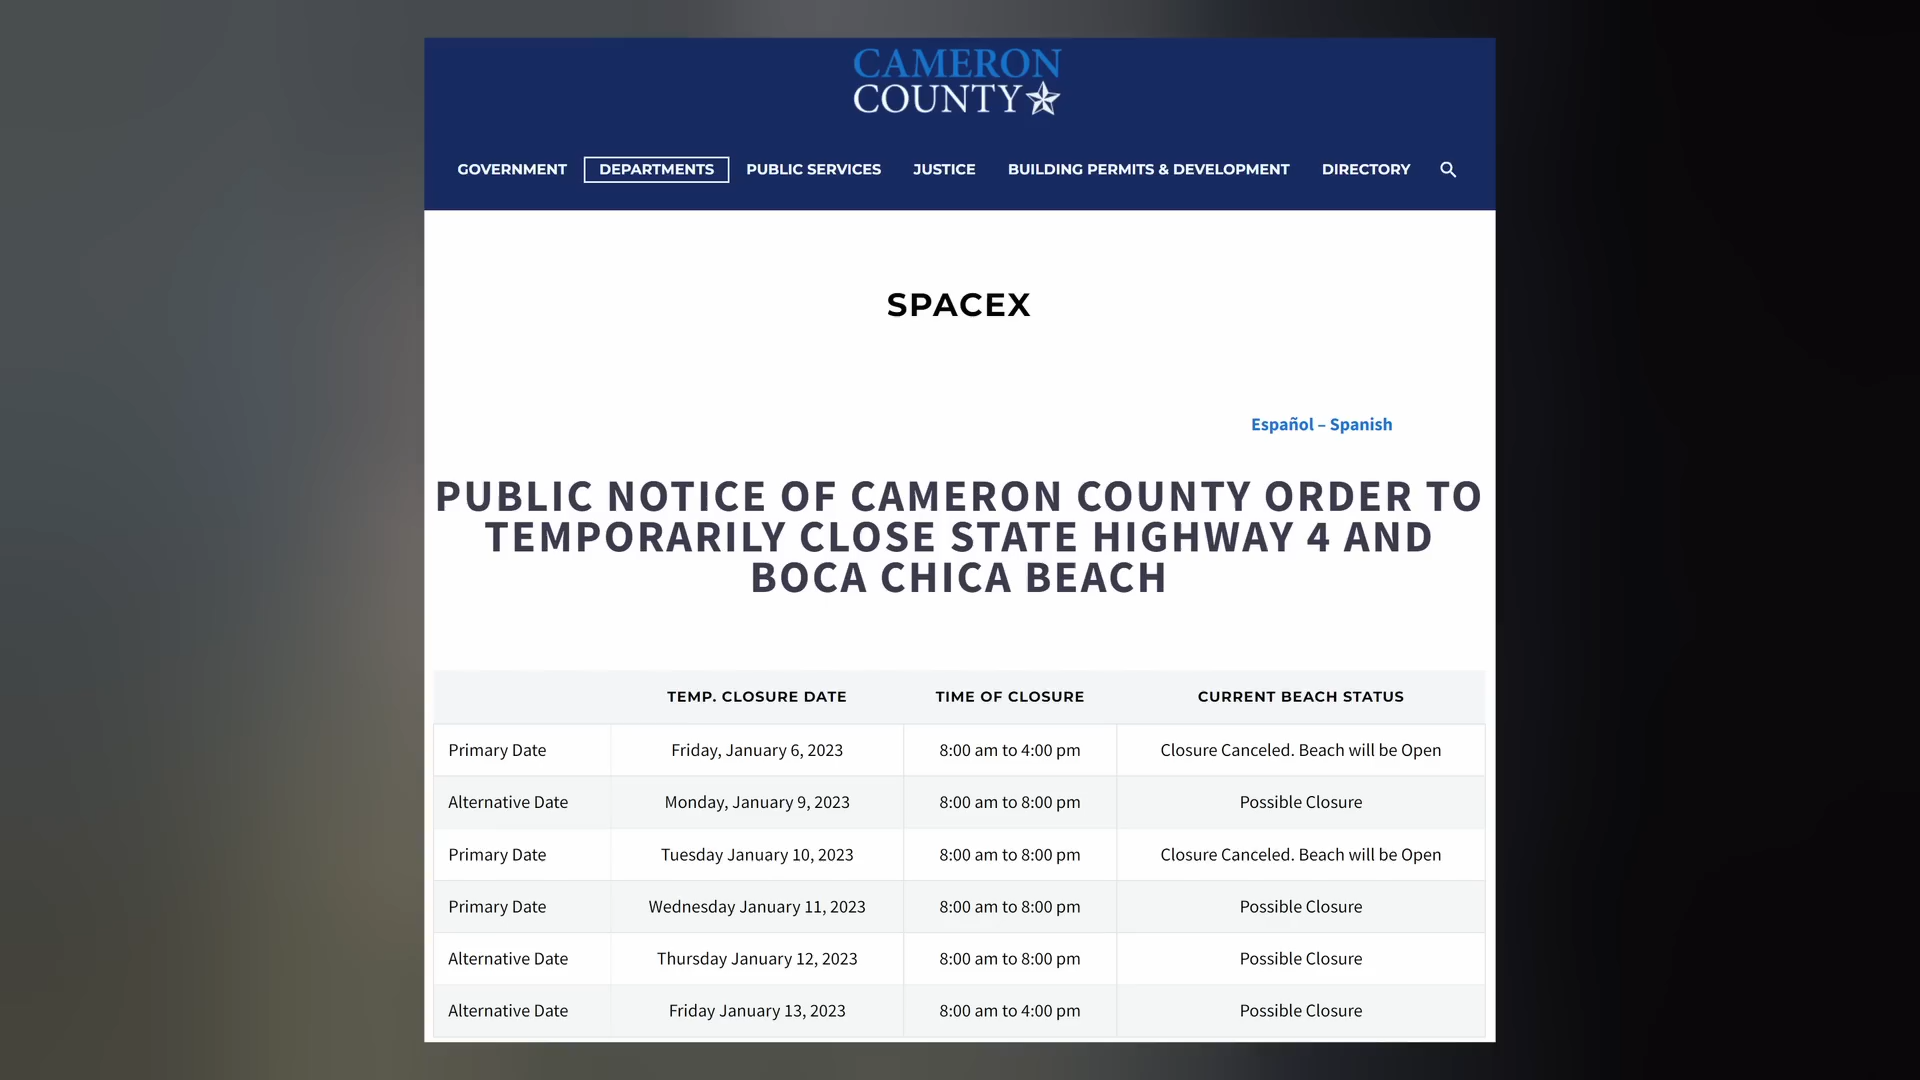 CAMERON
COUNTY
GOVERNMENT DEPARTMENTS PUBLIC SERVICES JUSTICE BUILDING PERMITS & DEVELOPMENT DIRECTORY
SPACEX
Español – Spanish
PUBLIC NOTICE OF CAMERON COUNTY ORDER TO
TEMPORARILY CLOSE STATE HIGHWAY 4 AND
BOCA CHICA BEACH
TEMP. CLOSURE DATE TIME OF CLOSURE CURRENT BEACH STATUS
Primary Date Friday, January 6, 2023 8:00 am to 4:00 pm Closure Canceled. Beach will be Open
Alternative Date Monday, January 9, 2023 8:00 am to 8:00 pm Possible Closure
Primary Date Tuesday January 10, 2023 8:00 am to 8:00 pm Closure Canceled. Beach will be Open
Primary Date Wednesday January 11, 2023 8:00 am to 8:00 pm Possible Closure
Alternative Date Thursday January 12, 2023 8:00 am to 8:00 pm Possible Closure
Alternative Date Friday January 13, 2023 8:00 am to 4:00 pm Possible Closure